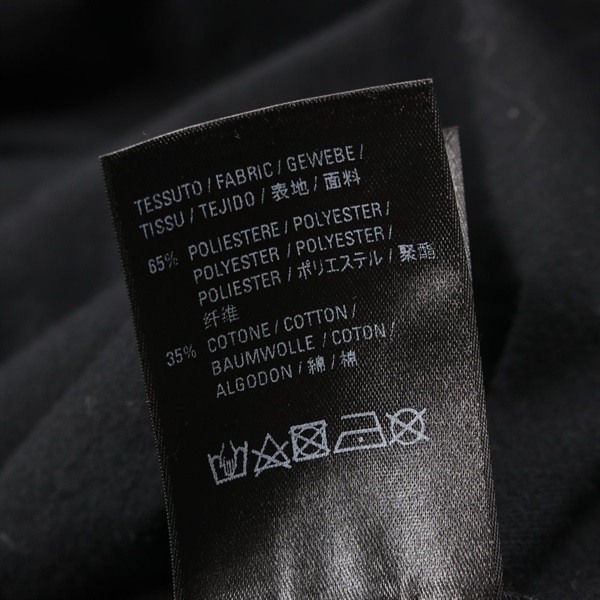 TESSUTO / FABRIC / GEWEBE /
TISSU / TEJIDO / 表地 / 面料
65% POLIESTERE / POLYESTER /
POLYESTER / POLYESTER /
POLIESTER / ポリエステル / 聚酯
纤维
35% COTONE / COTTON /
BAUMWOLLE / COTON /
ALGODON / 綿 / 棉